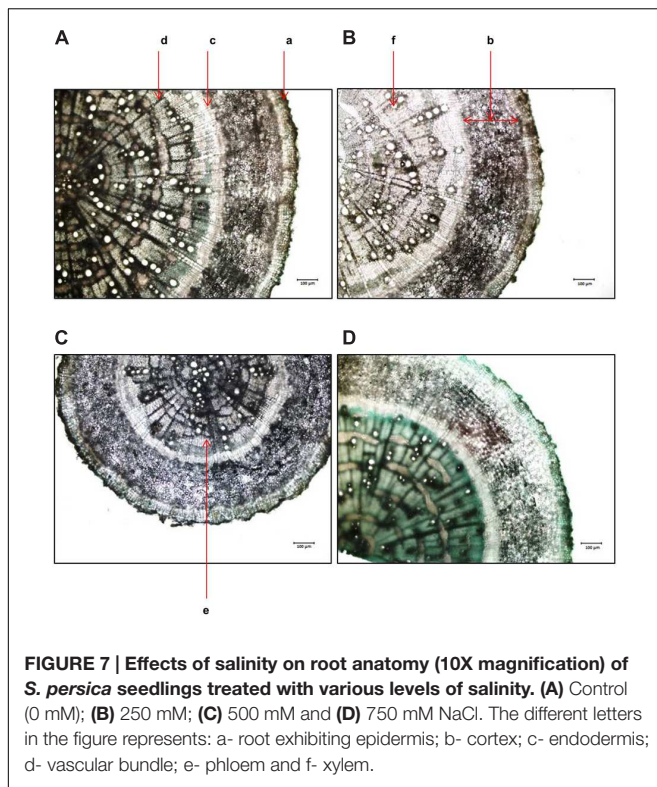 A
d
c
a
B
f
b
100 µm
100 µm
C
D
100 µm
100 µm
e
FIGURE 7 | Effects of salinity on root anatomy (10X magnification) of
S. persica seedlings treated with various levels of salinity. (A) Control
(0 mM); (B) 250 mM; (C) 500 mM and (D) 750 mM NaCl. The different letters
in the figure represents: a- root exhibiting epidermis; b- cortex; c- endodermis;
d- vascular bundle; e- phloem and f- xylem.